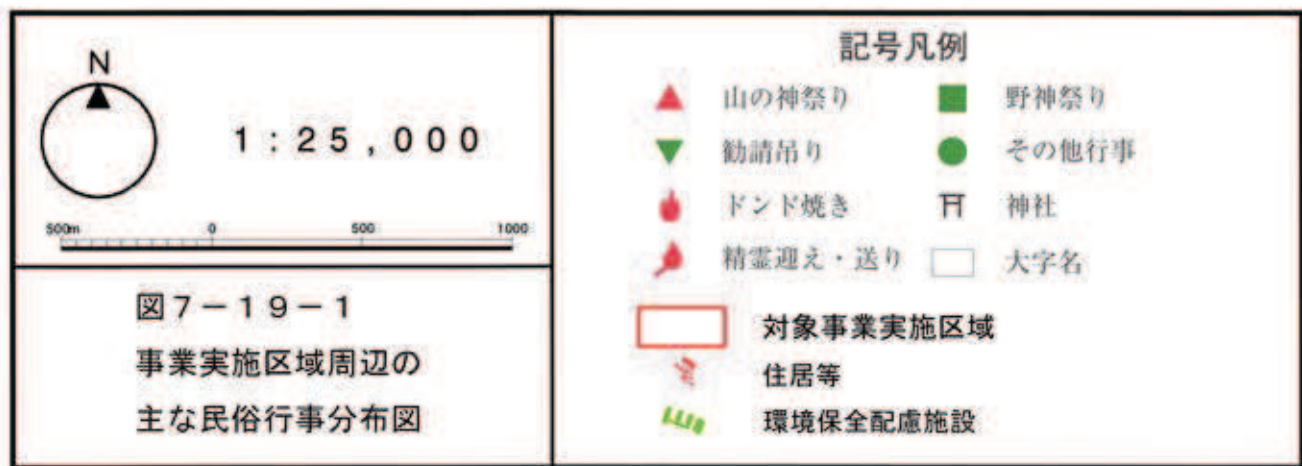 N
1:25,000
500m 0 500 1000
図7-19-1
事業実施区域周辺の
主な民俗行事分布図
記号凡例
山の神祭り 野神祭り
勧請吊り その他行事
ドンド焼き 神社
精霊迎え・送り 大字名
対象事業実施区域
住居等
環境保全配慮施設